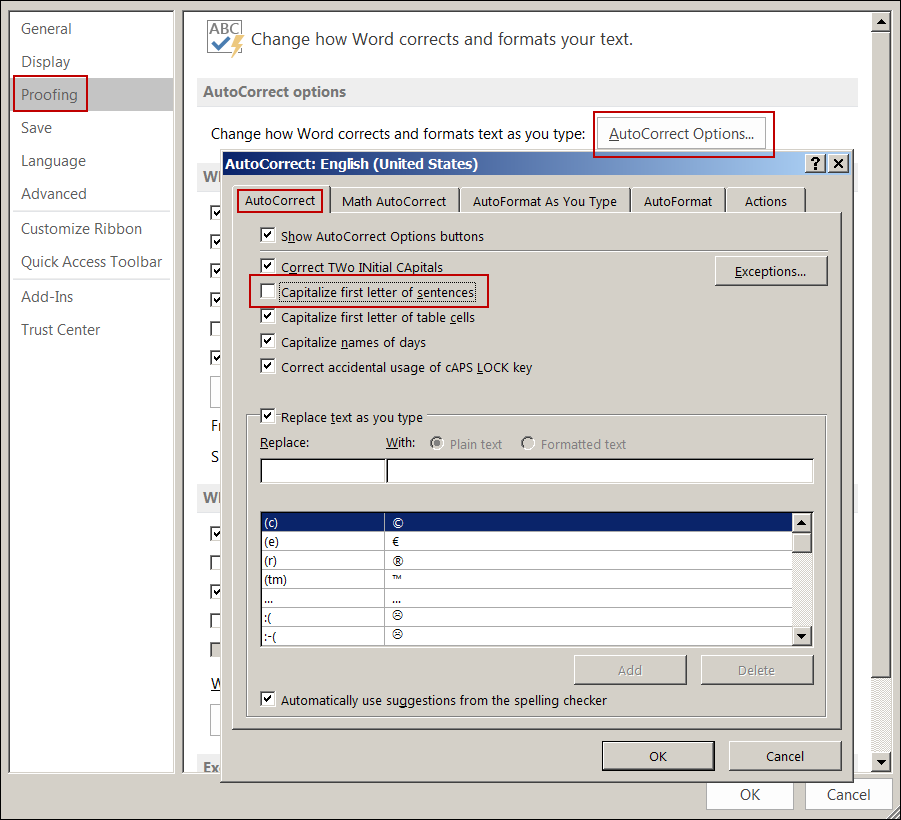 General
Display
Proofing
Save
Language
Advanced
Customize Ribbon
Quick Access Toolbar
Add-Ins
Trust Center
ABC
Change how Word corrects and formats your text.
AutoCorrect options
Change how Word corrects and formats text as you type: AutoCorrect Options...
AutoCorrect: English (United States)
AutoCorrect Math AutoCorrect AutoFormat As You Type AutoFormat Actions
Show AutoCorrect Options buttons
Correct TWo INitial CApitals
Exceptions...
Capitalize first letter of sentences
Capitalize first letter of table cells
Capitalize names of days
Correct accidental usage of cAPS LOCK key
Replace text as you type
Replace: With: Plain text Formatted text
(c) ©
(e) €
(r) ®
(tm) ™
... ...
:( ☹
:-( ☹
Add Delete
Automatically use suggestions from the spelling checker
OK Cancel
OK Cancel